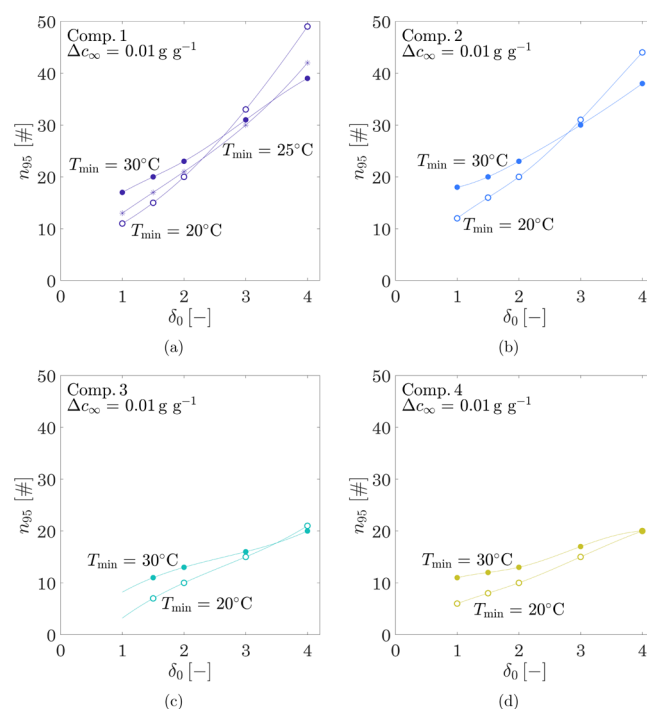 50
40
30
20
10
0
n₉₅ [#]
Comp. 1
Δc∞ = 0.01 g g⁻¹
Tmin = 30°C
Tmin = 25°C
Tmin = 20°C
0 1 2 3 4
δ₀ [−]
(a)
50
40
30
20
10
0
n₉₅ [#]
Comp. 2
Δc∞ = 0.01 g g⁻¹
Tmin = 30°C
Tmin = 20°C
0 1 2 3 4
δ₀ [−]
(b)
50
40
30
20
10
0
n₉₅ [#]
Comp. 3
Δc∞ = 0.01 g g⁻¹
Tmin = 30°C
Tmin = 20°C
0 1 2 3 4
δ₀ [−]
(c)
50
40
30
20
10
0
n₉₅ [#]
Comp. 4
Δc∞ = 0.01 g g⁻¹
Tmin = 30°C
Tmin = 20°C
0 1 2 3 4
δ₀ [−]
(d)